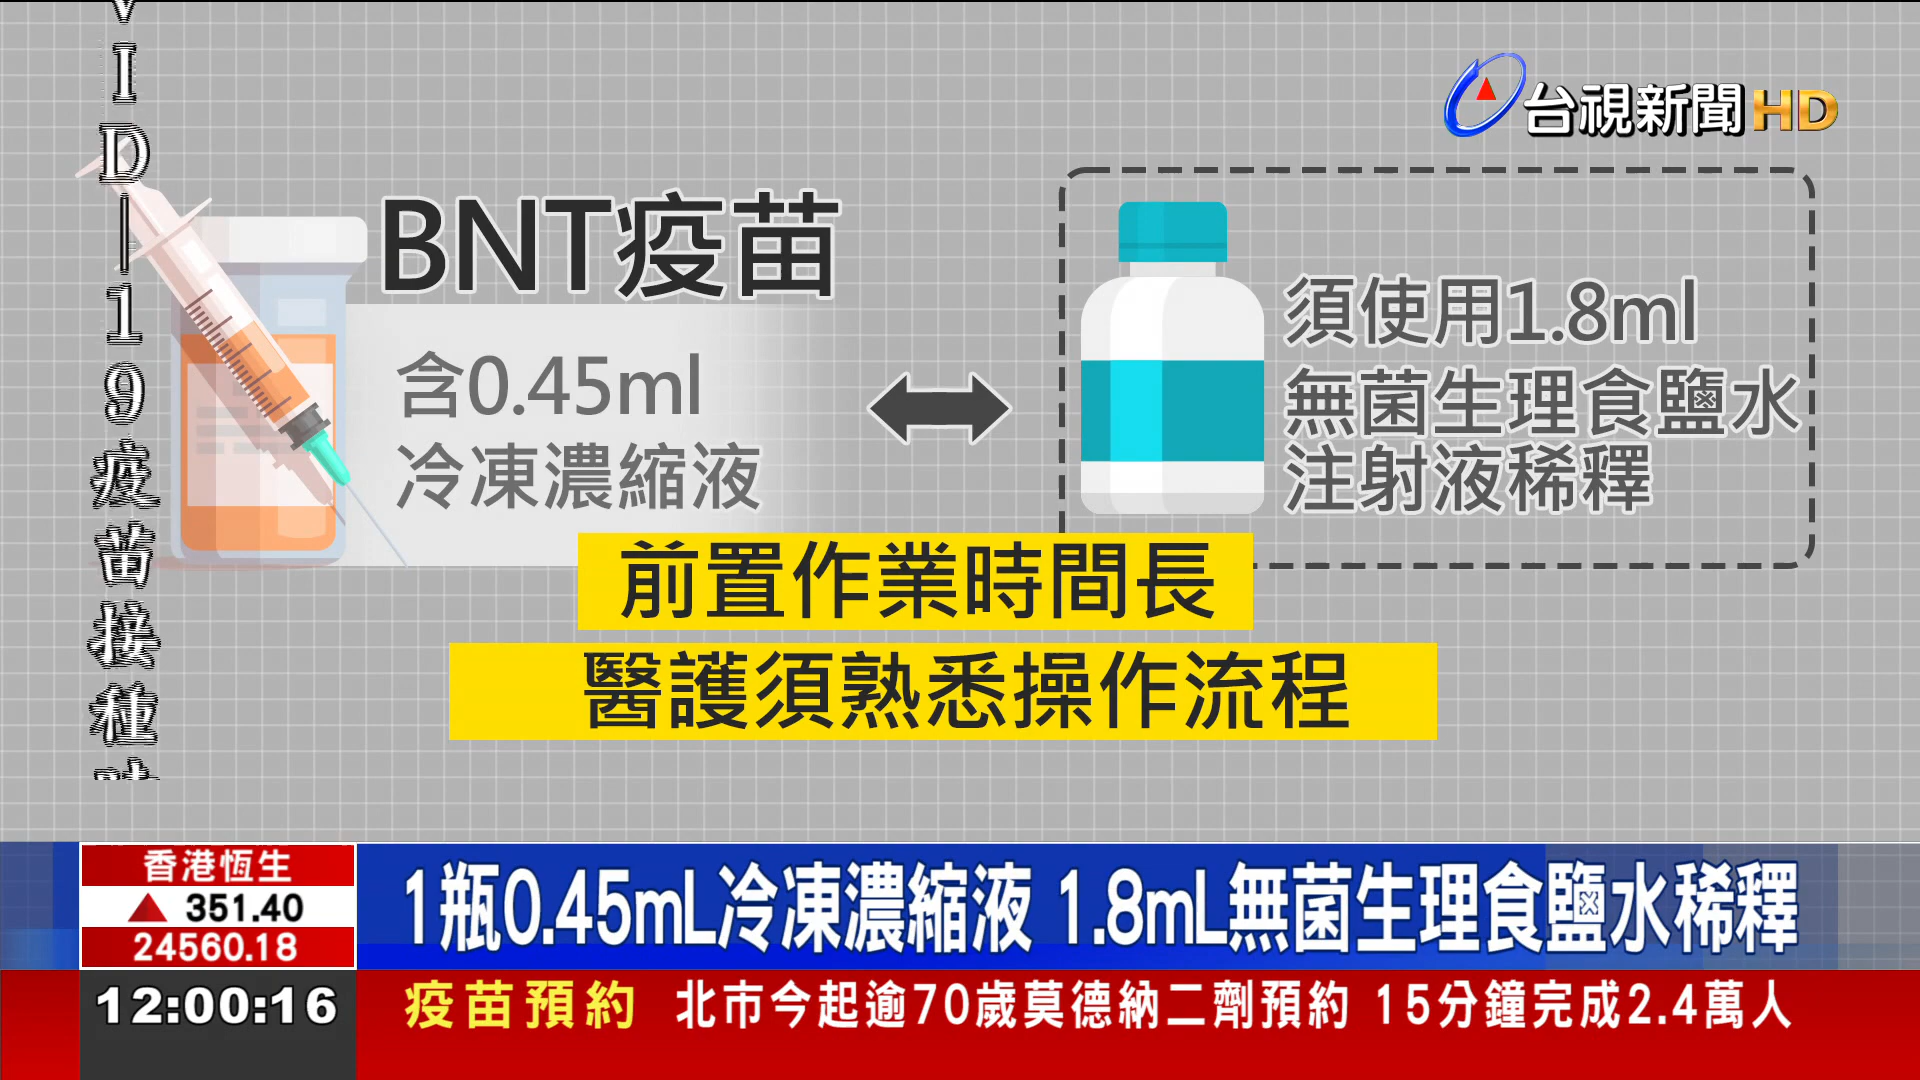 台視新聞HD
VID-19疫苗接種
BNT疫苗
含0.45ml
冷凍濃縮液
須使用1.8ml
無菌生理食鹽水
注射液稀釋
前置作業時間長
醫護須熟悉操作流程
香港恆生
▲ 351.40
24560.18
12:00:16
1瓶0.45mL冷凍濃縮液 1.8mL無菌生理食鹽水稀釋
疫苗預約 北市今起逾70歲莫德納二劑預約 15分鐘完成2.4萬人